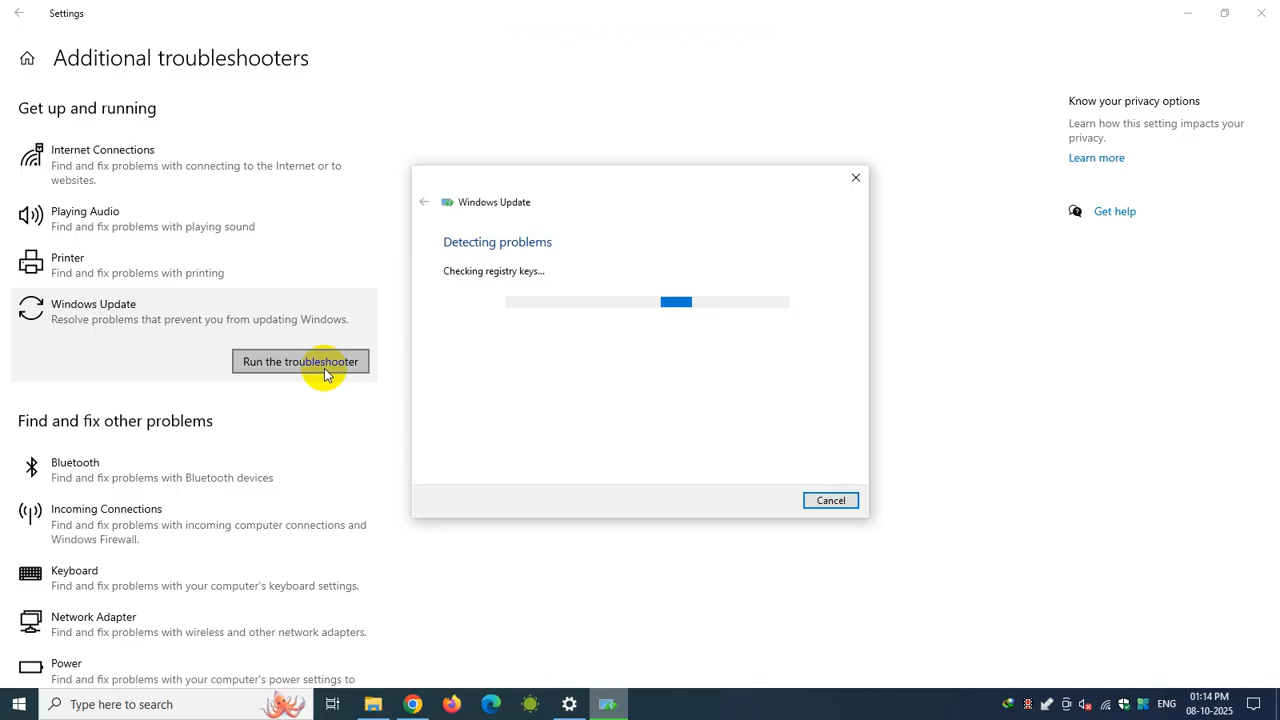 Settings
Additional troubleshooters
Get up and running
Internet Connections
Find and fix problems with connecting to the Internet or to
websites.
Playing Audio
Find and fix problems with playing sound
Printer
Find and fix problems with printing
Windows Update
Resolve problems that prevent you from updating Windows.
Run the troubleshooter
Find and fix other problems
Bluetooth
Find and fix problems with Bluetooth devices
Incoming Connections
Find and fix problems with incoming computer connections and
Windows Firewall.
Keyboard
Find and fix problems with your computer's keyboard settings.
Network Adapter
Find and fix problems with wireless and other network adapters.
Power
Find and fix problems with your computer's power settings to
Windows Update
Detecting problems
Checking registry keys...
Cancel
Know your privacy options
Learn how this setting impacts your
privacy.
Learn more
Get help
Type here to search
ENG
01:14 PM
08-10-2025